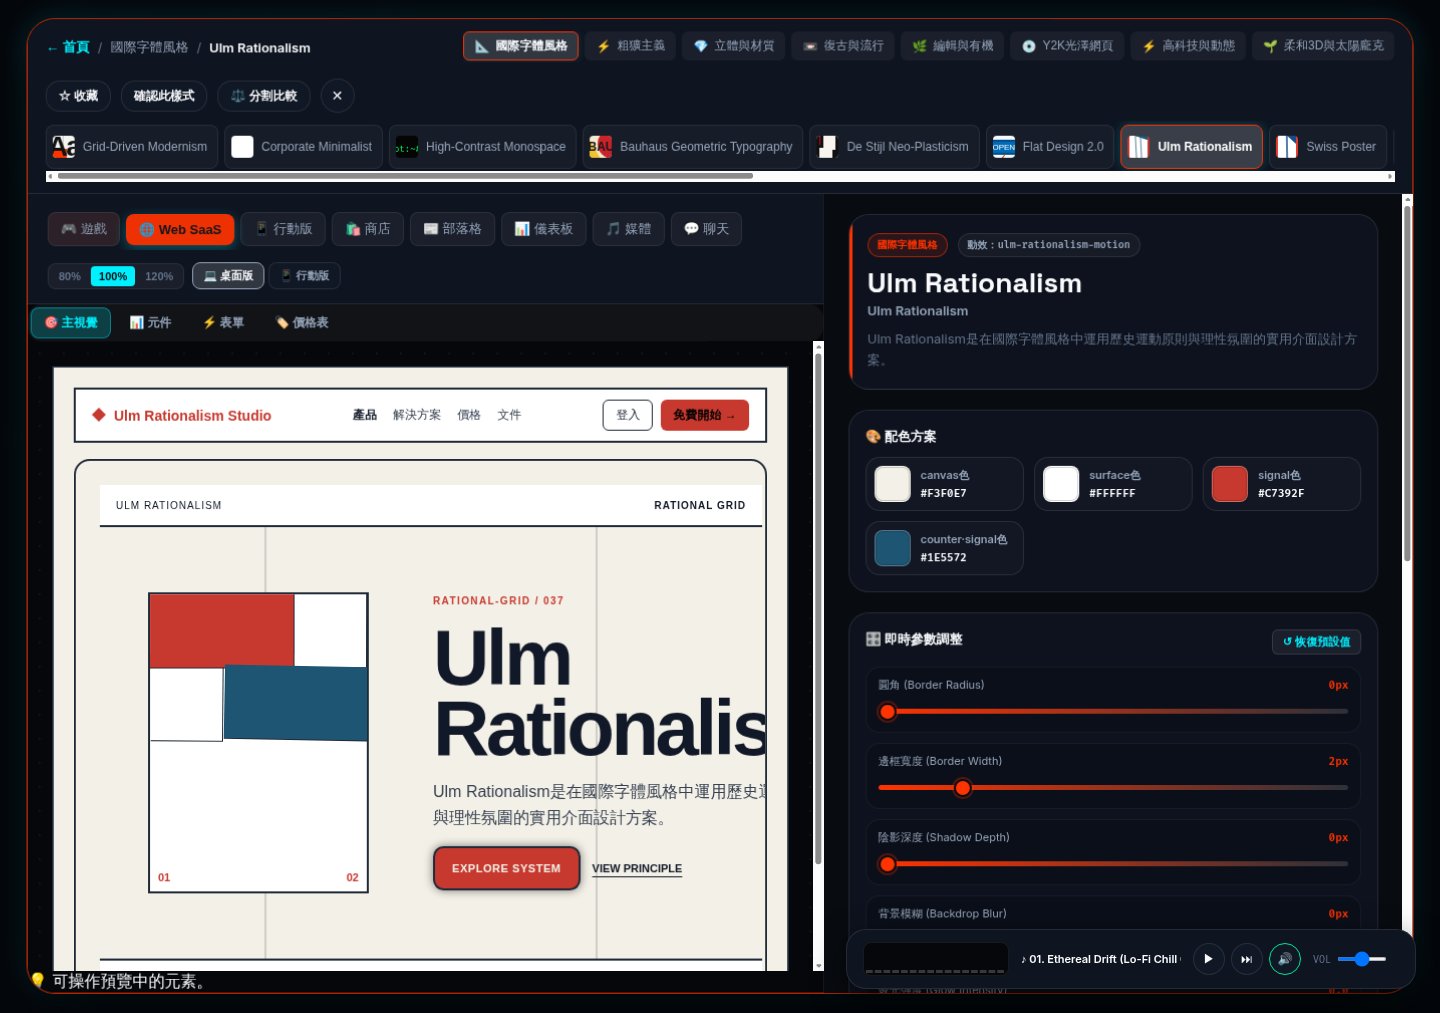 ← 首頁 / 國際字體風格 / Ulm Rationalism
國際字體風格
粗獷主義
立體與材質
復古與流行
編輯與有機
Y2K光澤網頁
高科技與動態
柔和3D與太陽龐克
☆ 收藏
確認此樣式
分割比較
✕
Grid-Driven Modernism
Corporate Minimalist
High-Contrast Monospace
Bauhaus Geometric Typography
De Stijl Neo-Plasticism
OPEN
Flat Design 2.0
Ulm Rationalism
Swiss Poster
遊戲
Web SaaS
行動版
商店
部落格
儀表板
媒體
聊天
80%
100%
120%
桌面版
行動版
主視覺
元件
表單
價格表
Ulm Rationalism Studio
產品
解決方案
價格
文件
登入
免費開始 →
ULM RATIONALISM
RATIONAL GRID
01
02
RATIONAL-GRID / 037
Ulm
Rationalis
Ulm Rationalism是在國際字體風格中運用歷史
與理性氛圍的實用介面設計方案。
EXPLORE SYSTEM
VIEW PRINCIPLE
可操作預覽中的元素。
國際字體風格
動效：ulm-rationalism-motion
Ulm Rationalism
Ulm Rationalism
Ulm Rationalism是在國際字體風格中運用歷史運動原則與理性氛圍的實用介面設計方
案。
配色方案
canvas色
#F3F0E7
surface色
#FFFFFF
signal色
#C7392F
counter-signal色
#1E5572
即時參數調整
↺ 恢復預設值
圓角 (Border Radius)
0px
邊框寬度 (Border Width)
2px
陰影深度 (Shadow Depth)
0px
背景模糊 (Backdrop Blur)
0px
♪ 01. Ethereal Drift (Lo-Fi Chill
VOL
(Glow Intensity)